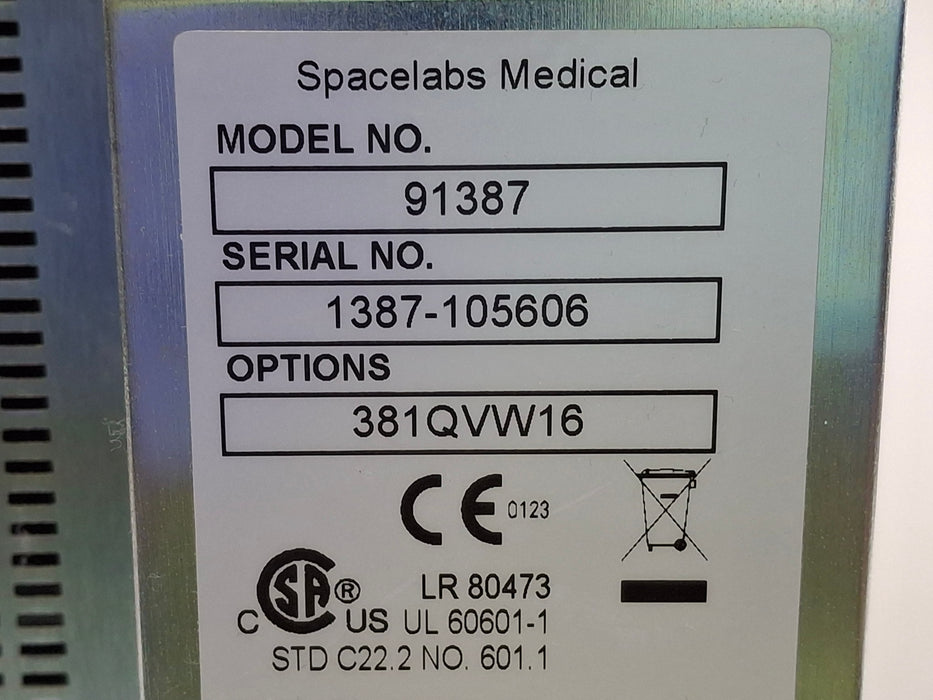 Spacelabs Medical
MODEL NO.
91387
SERIAL NO.
1387-105606
OPTIONS
381QVW16
CE 0123
CSA ® LR 80473
C US UL 60601-1
STD C22.2 NO. 601.1